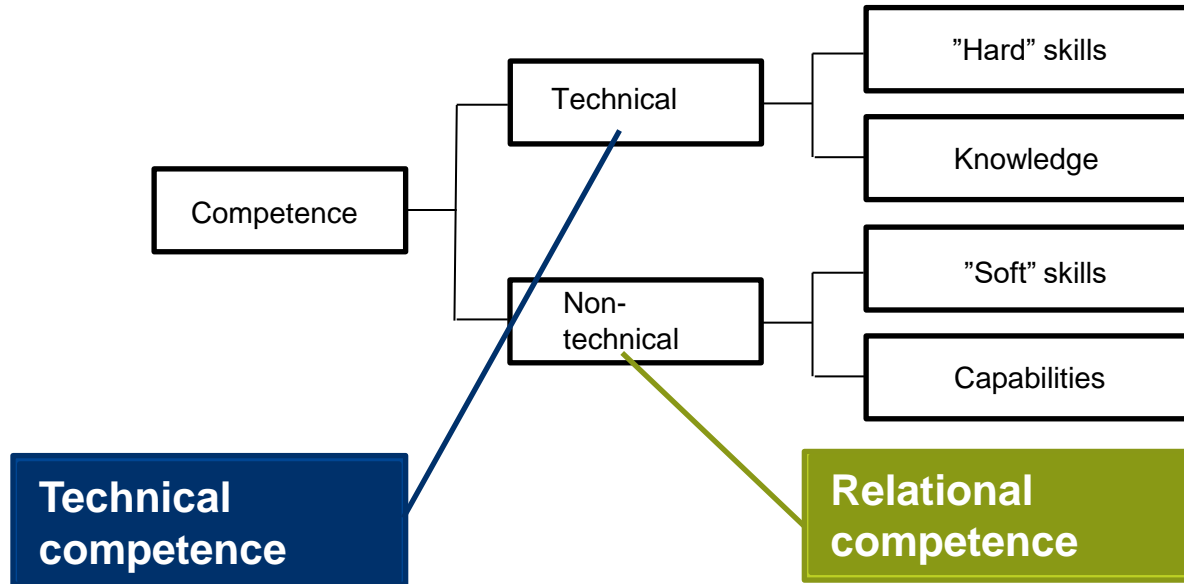 ”Hard” skills
Technical
Knowledge
Competence
”Soft” skills
Non-
technical
Capabilities
Technical
competence
Relational
competence